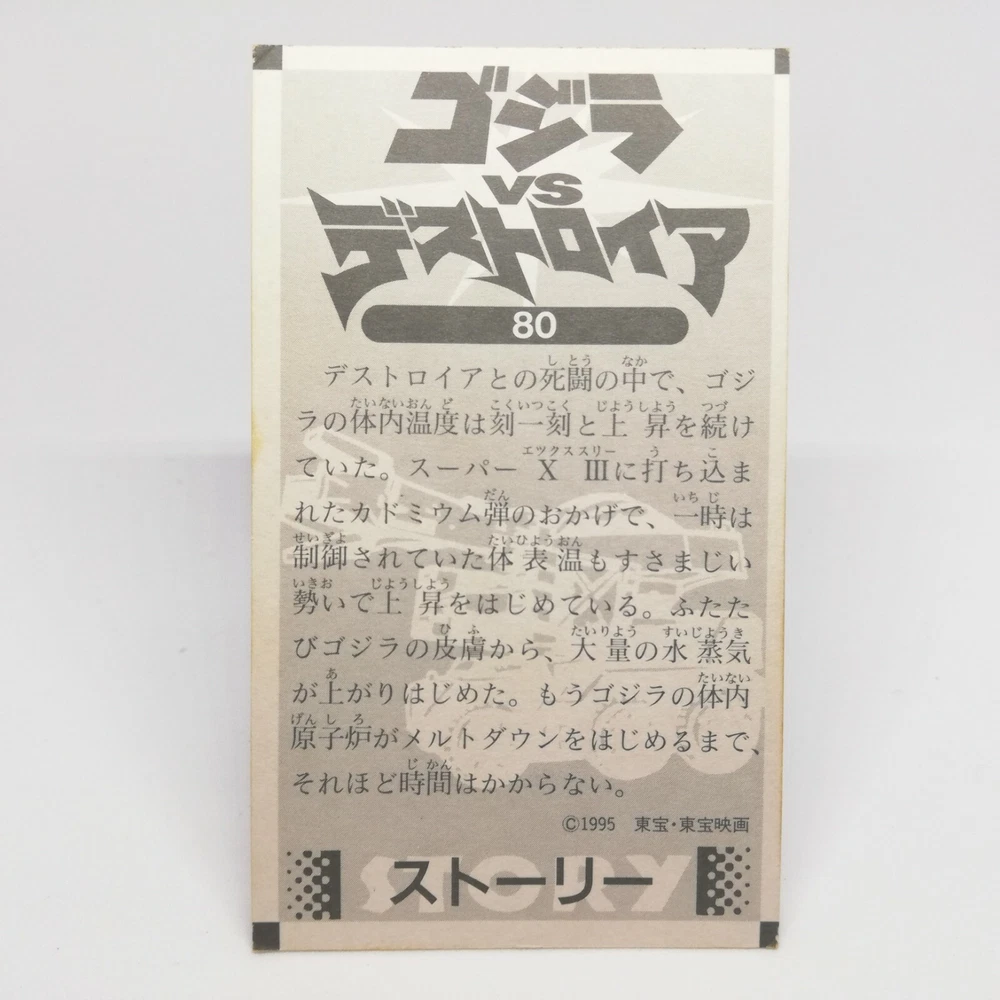 ゴジラ
VS
デストロイア
80
デストロイアとの死闘の中で、ゴジ
ラの体内温度は刻一刻と上昇を続け
ていた。スーパーXⅢに打ち込ま
れたカドミウム弾のおかげで、一時は
制御されていた体表温もすさまじい
勢いで上昇をはじめている。ふたた
びゴジラの皮膚から、大量の水蒸気
が上がりはじめた。もうゴジラの体内
原子炉がメルトダウンをはじめるまで、
それほど時間はかからない。
©1995 東宝・東宝映画
STORY
ストーリー